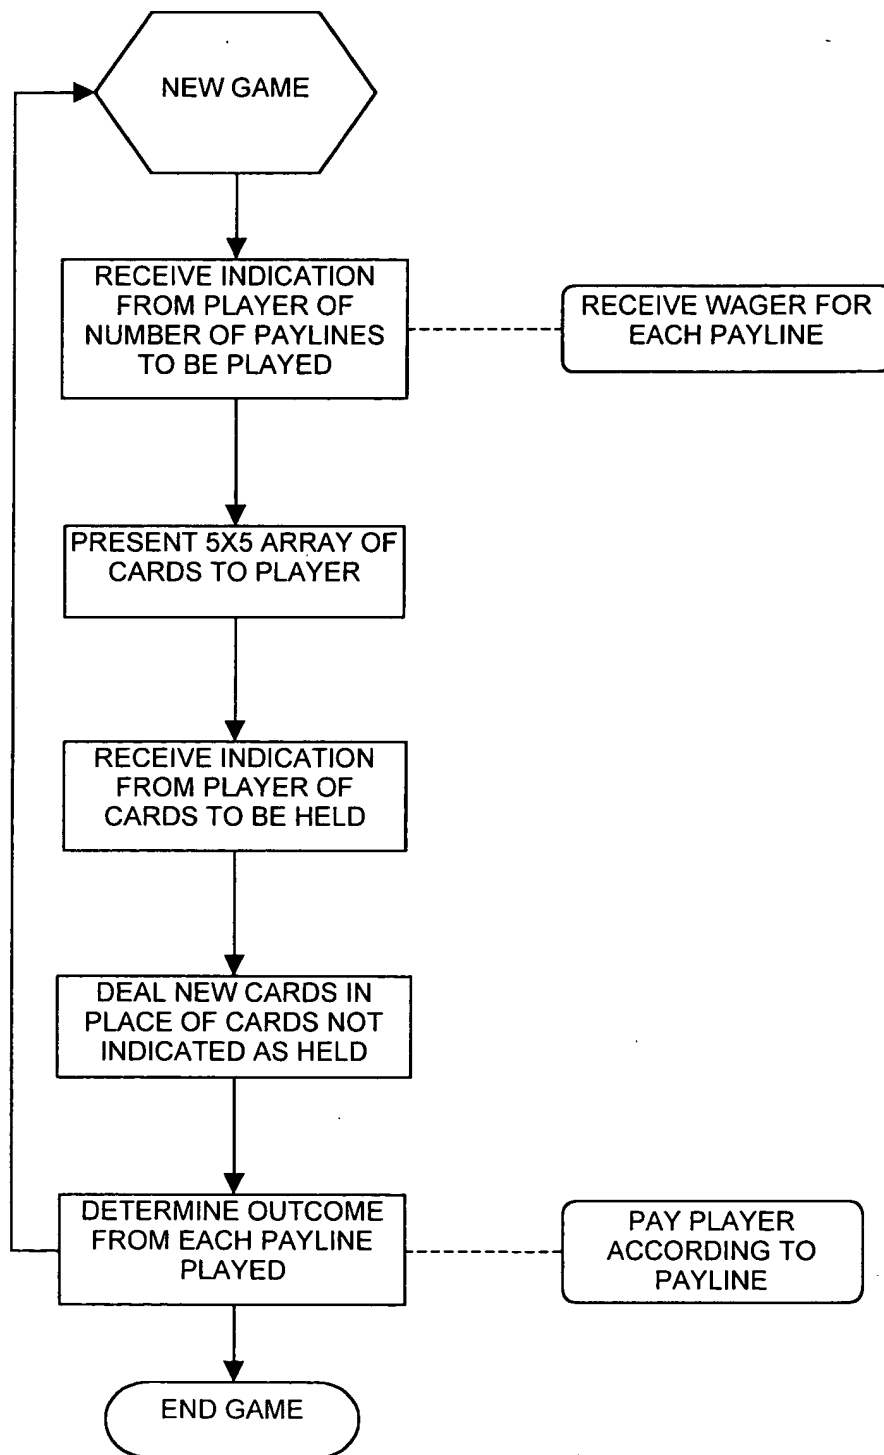 NEW GAME
RECEIVE INDICATION
FROM PLAYER OF
NUMBER OF PAYLINES
TO BE PLAYED
RECEIVE WAGER FOR
EACH PAYLINE
PRESENT 5X5 ARRAY OF
CARDS TO PLAYER
RECEIVE INDICATION
FROM PLAYER OF
CARDS TO BE HELD
DEAL NEW CARDS IN
PLACE OF CARDS NOT
INDICATED AS HELD
DETERMINE OUTCOME
FROM EACH PAYLINE
PLAYED
PAY PLAYER
ACCORDING TO
PAYLINE
END GAME